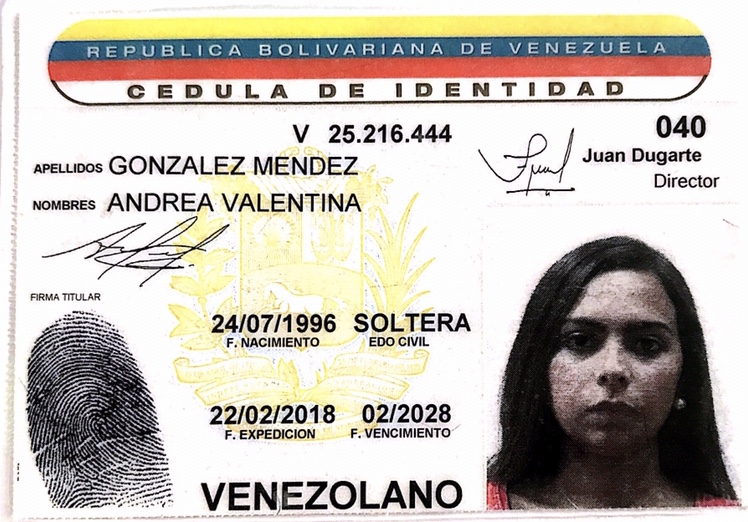 REPUBLICA BOLIVARIANA DE VENEZUELA
CEDULA DE IDENTIDAD
V 25.216.444
040
APELLIDOS GONZALEZ MENDEZ
Juan Dugarte
Director
NOMBRES ANDREA VALENTINA
FIRMA TITULAR
24/07/1996 SOLTERA
F. NACIMIENTO EDO CIVIL
22/02/2018 02/2028
F. EXPEDICION F. VENCIMIENTO
VENEZOLANO